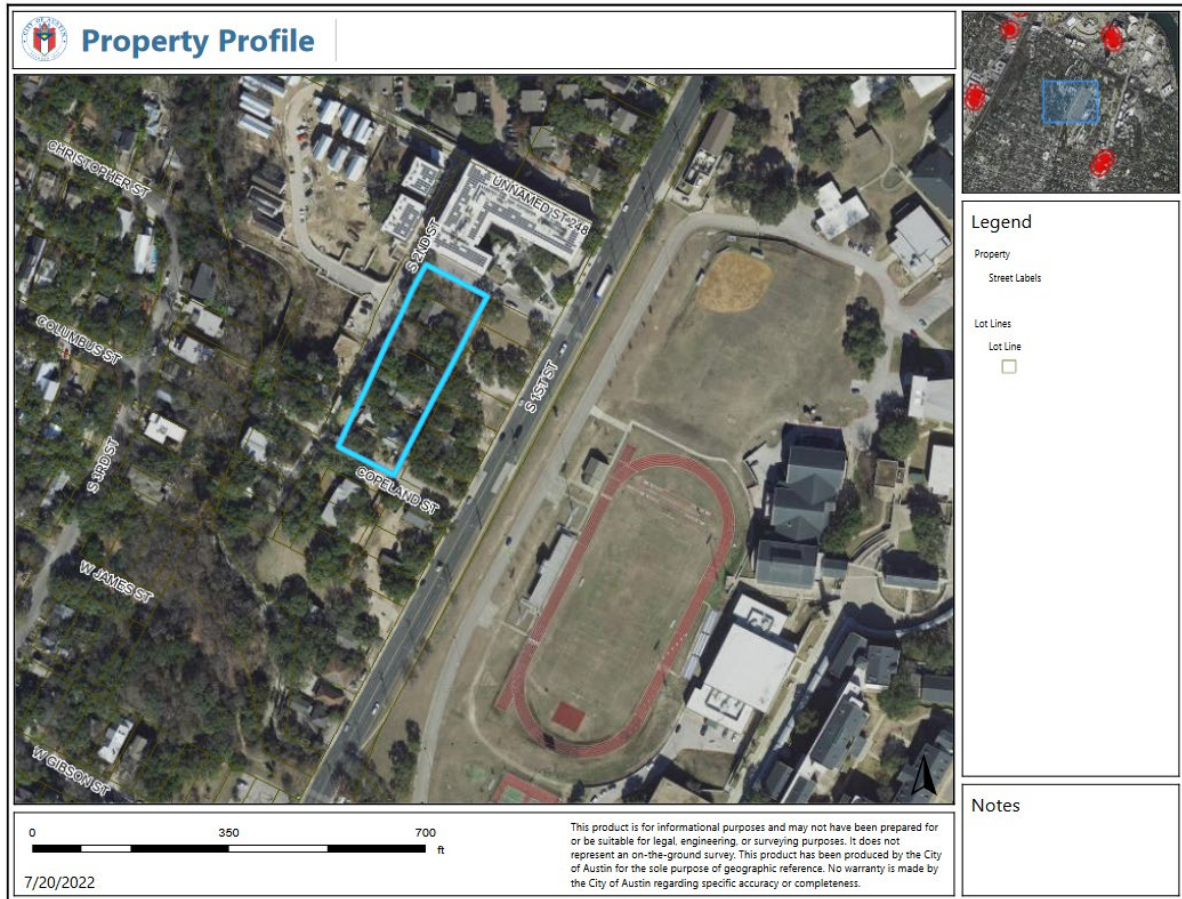 CITY OF AUSTIN
Property Profile
CHRISTOPHER ST
UNNAMED ST-248
S 2ND ST
COLUMBUS ST
S 1ST ST
S 3RD ST
COPELAND ST
W JAMES ST
W GIBSON ST
Legend
Property
Street Labels
Lot Lines
Lot Line
Notes
0 350 700
ft
7/20/2022
This product is for informational purposes and may not have been prepared for
or be suitable for legal, engineering, or surveying purposes. It does not
represent an on-the-ground survey. This product has been produced by the City
of Austin for the sole purpose of geographic reference. No warranty is made by
the City of Austin regarding specific accuracy or completeness.